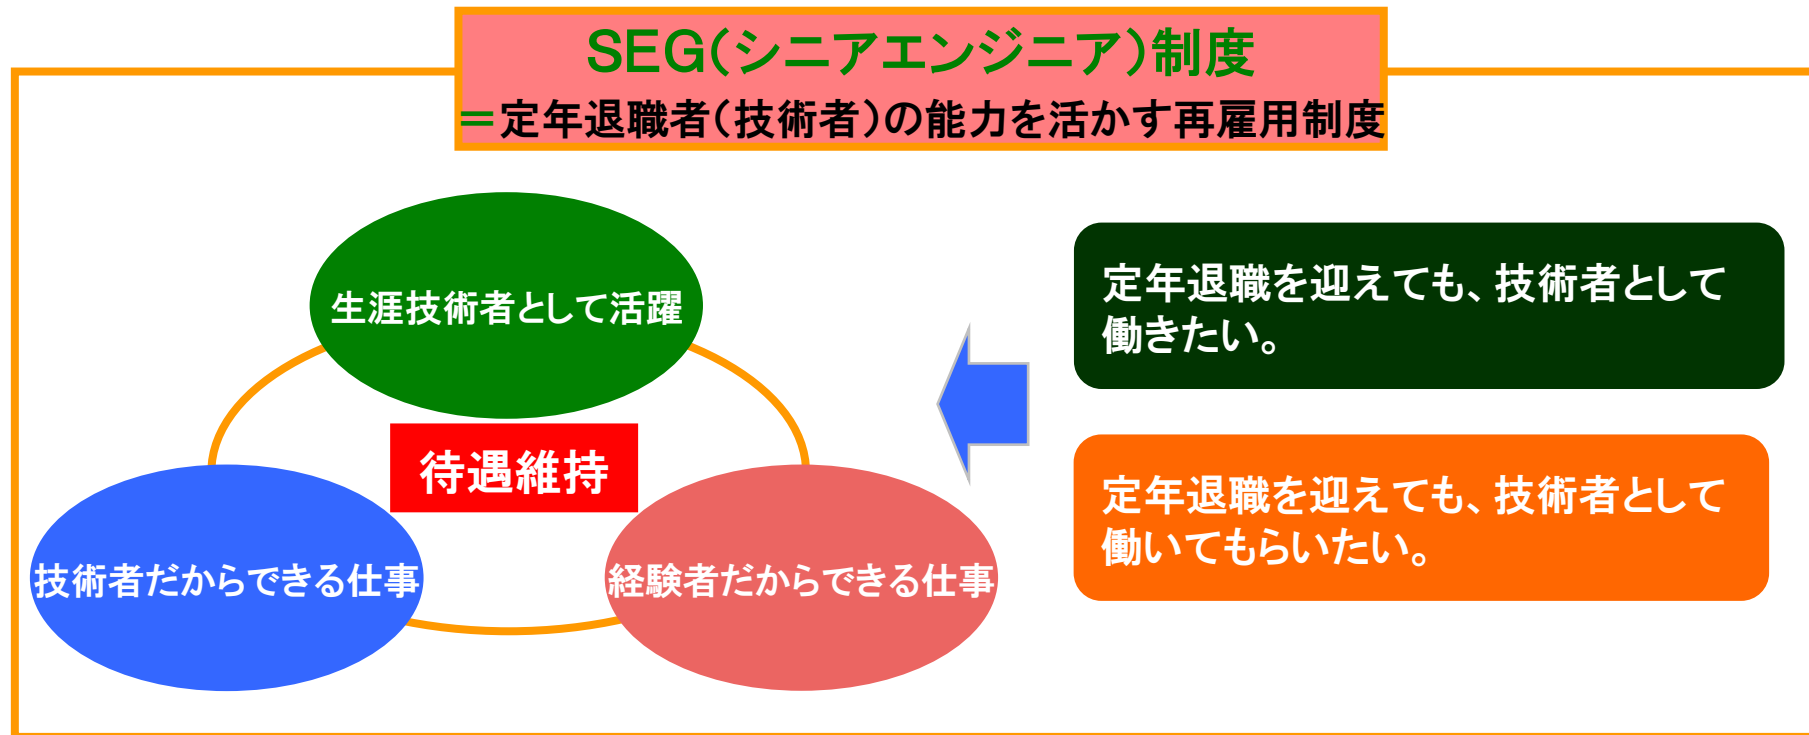 SEG(シニアエンジニア)制度
＝定年退職者(技術者)の能力を活かす再雇用制度
生涯技術者として活躍
待遇維持
技術者だからできる仕事
経験者だからできる仕事
定年退職を迎えても、技術者として
働きたい。
定年退職を迎えても、技術者として
働いてもらいたい。